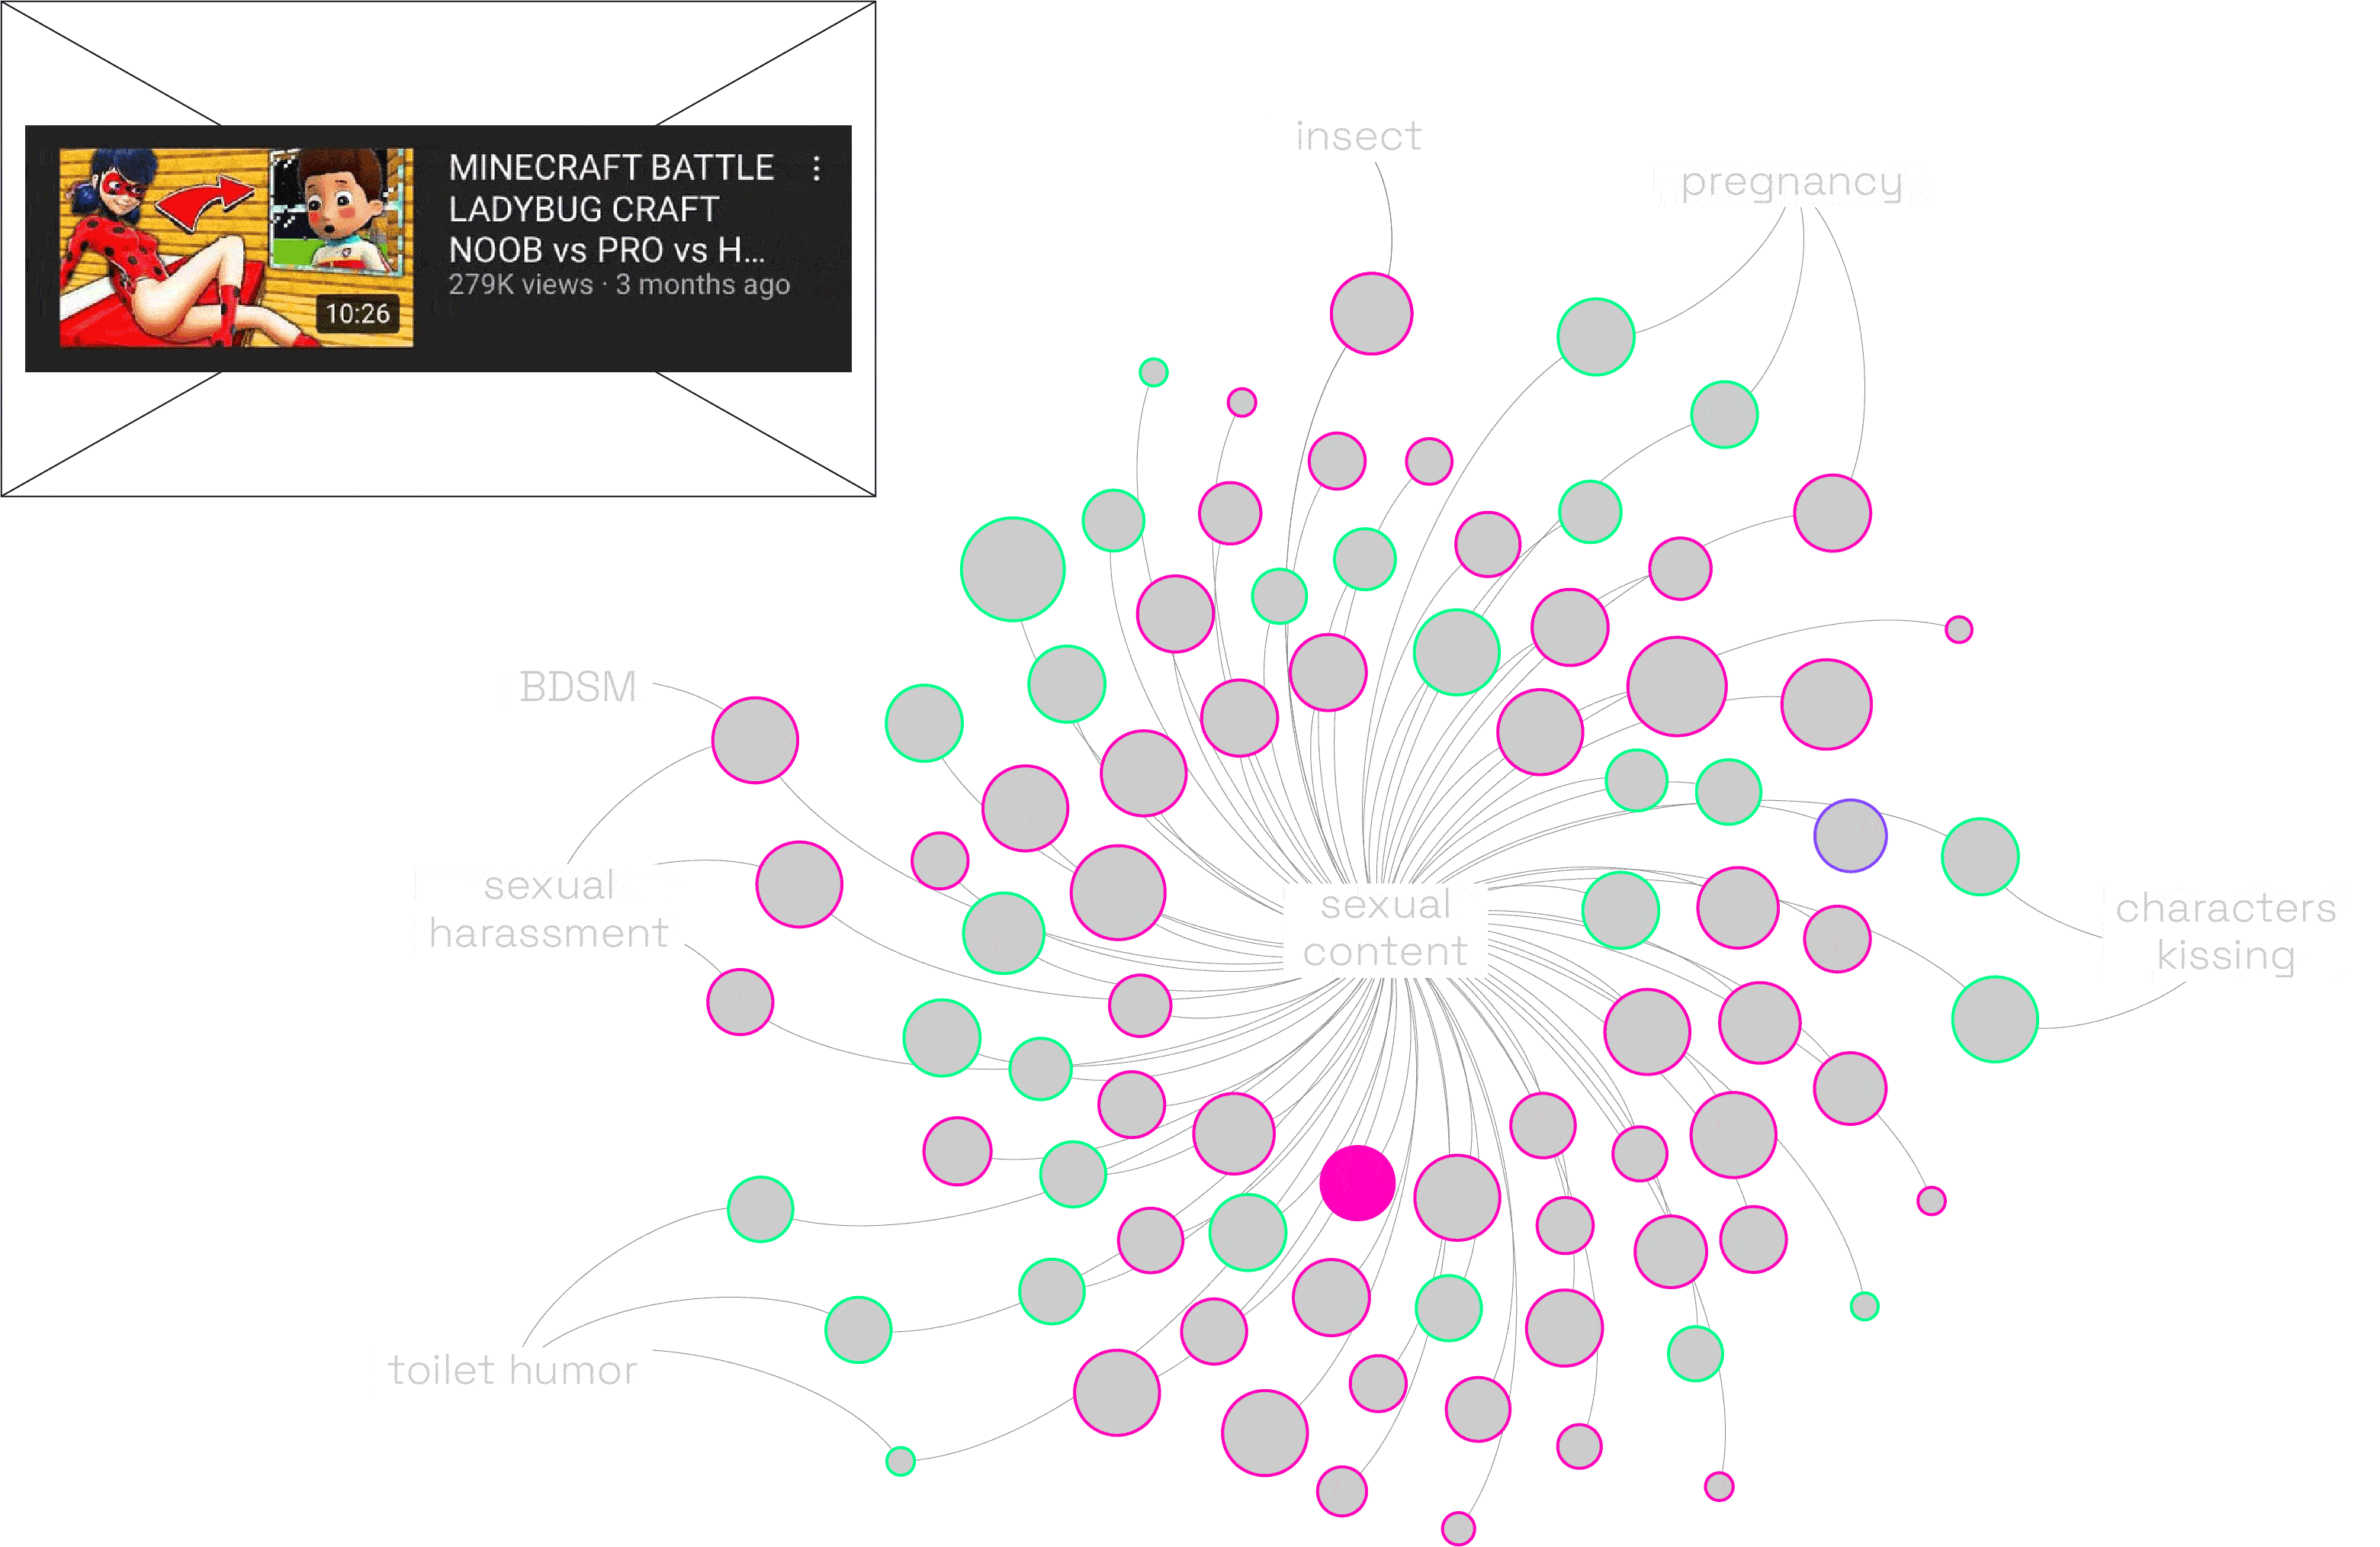 MINECRAFT BATTLE
LADYBUG CRAFT
NOOB vs PRO vs H...
279K views · 3 months ago
10:26
insect
pregnancy
BDSM
sexual
harassment
sexual
content
characters
kissing
toilet humor